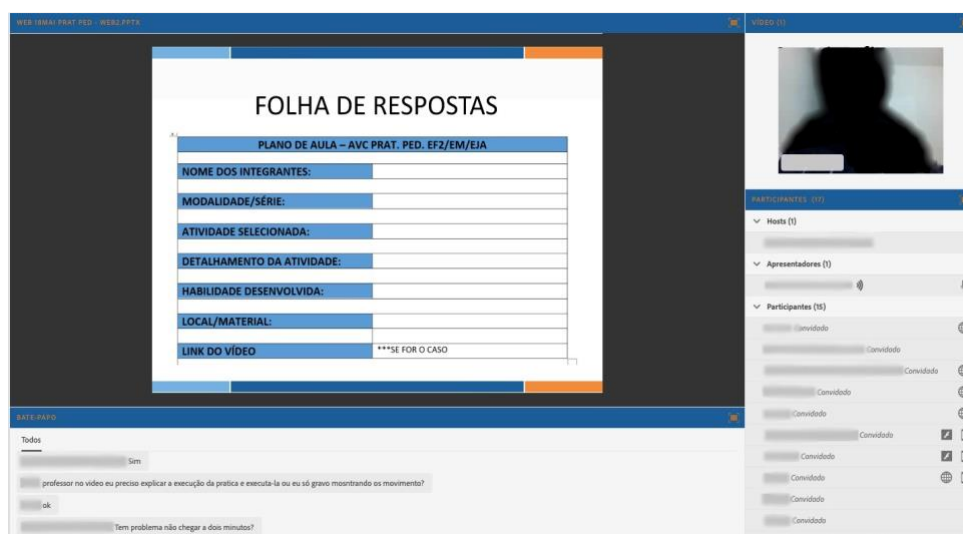 WEB 18MAI PRAT PED - WEB2.PPTX
FOLHA DE RESPOSTAS
PLANO DE AULA – AVC PRAT. PED. EF2/EM/EJA
NOME DOS INTEGRANTES:
MODALIDADE/SÉRIE:
ATIVIDADE SELECIONADA:
DETALHAMENTO DA ATIVIDADE:
HABILIDADE DESENVOLVIDA:
LOCAL/MATERIAL:
LINK DO VÍDEO ***SE FOR O CASO
BATE-PAPO
Todos
Sim
professor no vídeo eu preciso explicar a execução da pratica e executa-la ou eu só gravo mosntrando os movimento?
ok
Tem problema não chegar a dois minutos?
VÍDEO (1)
PARTICIPANTES (17)
Hosts (1)
Apresentadores (1)
Participantes (15)
Convidado
Convidado
Convidado
Convidado
Convidado
Convidado
Convidado
Convidado
Convidado
Convidado